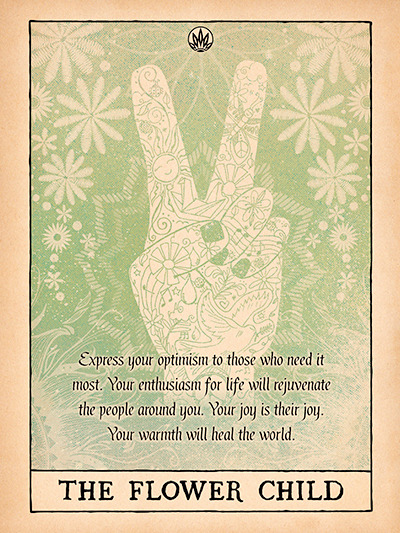 Express your optimism to those who need it
most. Your enthusiasm for life will rejuvenate
the people around you. Your joy is their joy.
Your warmth will heal the world.
THE FLOWER CHILD